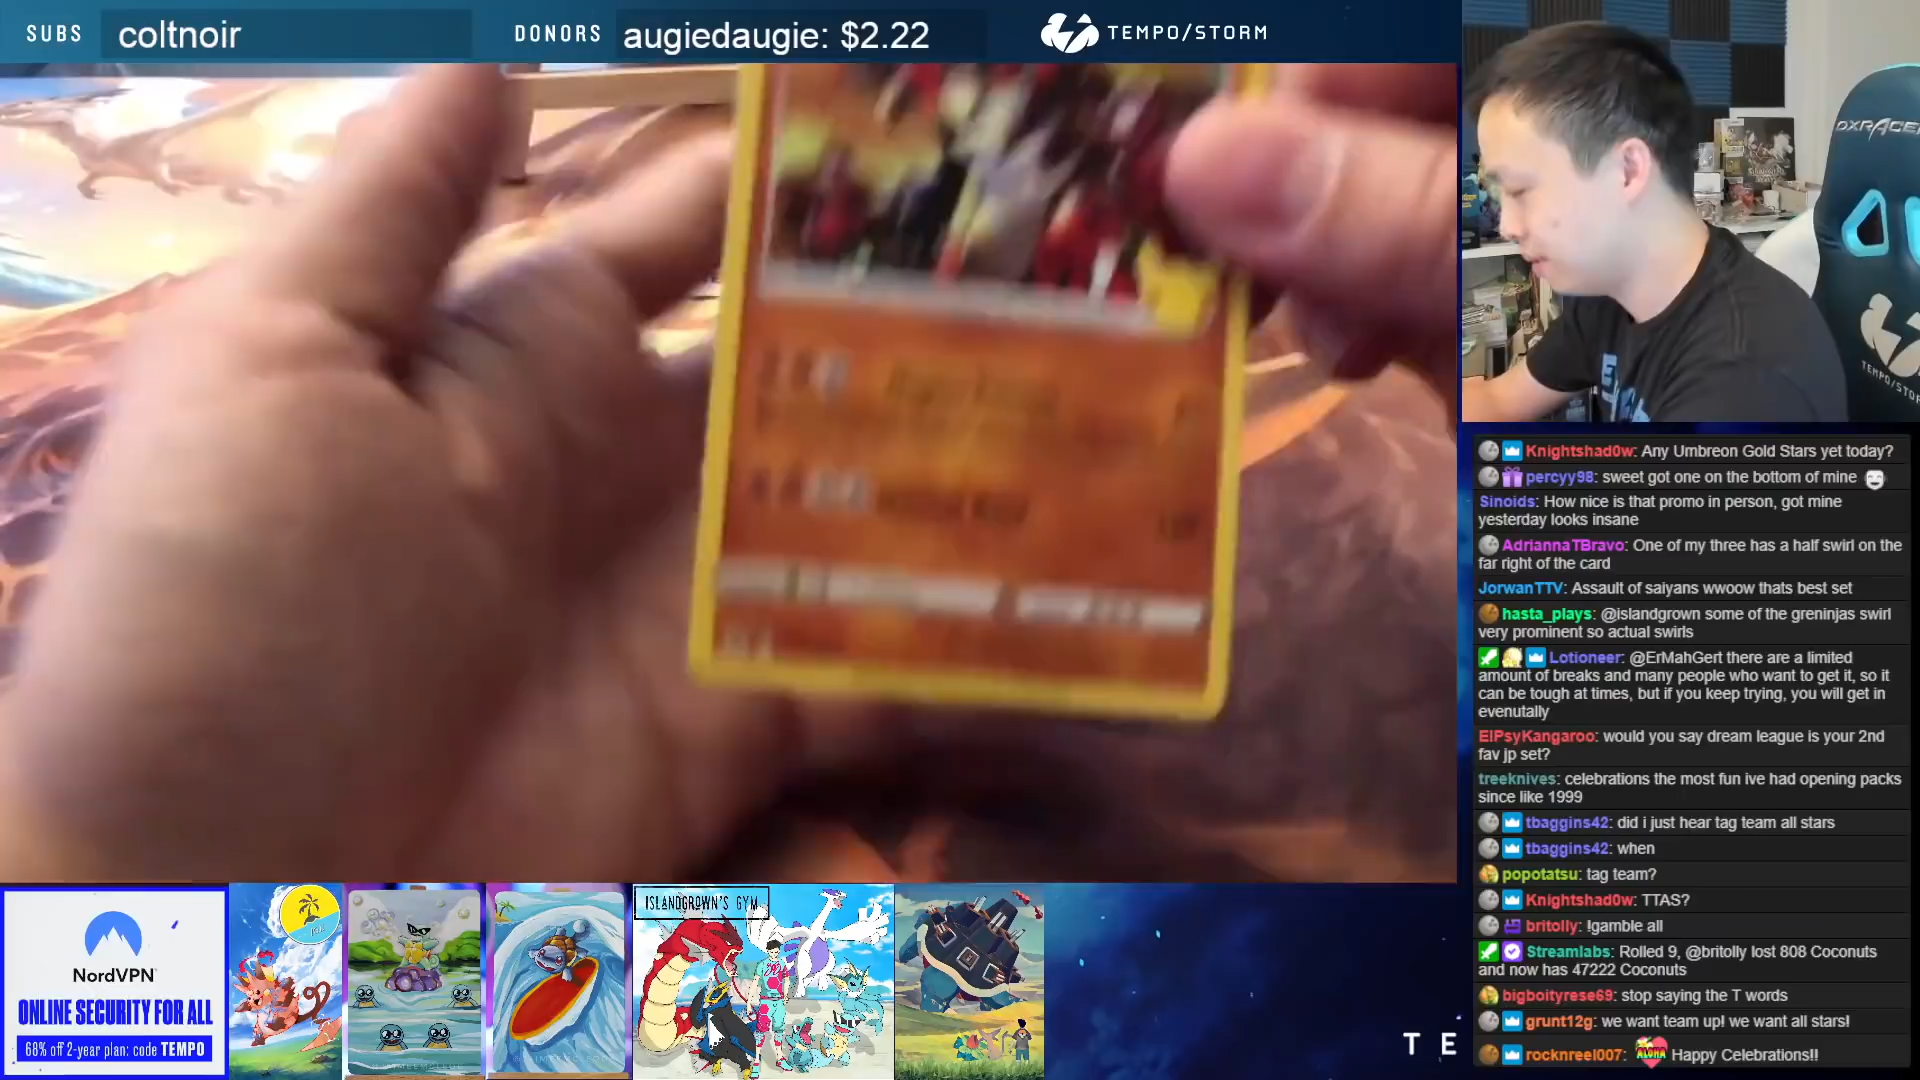 SUBS coltnoir DONORS augiedaugie: $2.22 TEMPO/STORM
DXRACER
TEMPO/STOR
Knightshad0w: Any Umbreon Gold Stars yet today?
percyy98: sweet got one on the bottom of mine
Sinoids: How nice is that promo in person, got mine
yesterday looks insane
AdriannaTBravo: One of my three has a half swirl on the
far right of the card
JorwanTTV: Assault of saiyans wwoow thats best set
hasta_plays: @islandgrown some of the greninjas swirl
very prominent so actual swirls
Lotioneer: @ErMahGert there are a limited
amount of breaks and many people who want to get it, so it
can be tough at times, but if you keep trying, you will get in
evenutally
ElPsyKangaroo: would you say dream league is your 2nd
fav jp set?
treeknives: celebrations the most fun ive had opening packs
since like 1999
tbaggins42: did i just hear tag team all stars
tbaggins42: when
popotatsu: tag team?
Knightshad0w: TTAS?
britolly: !gamble all
Streamlabs: Rolled 9, @britolly lost 808 Coconuts
and now has 47222 Coconuts
bigboityrese69: stop saying the T words
grunt12g: we want team up! we want all stars!
rocknreel007: ALOHA Happy Celebrations!!
NordVPN
ONLINE SECURITY FOR ALL
68% off 2-year plan: code TEMPO
ISLANDGROWN'S GYM
T E